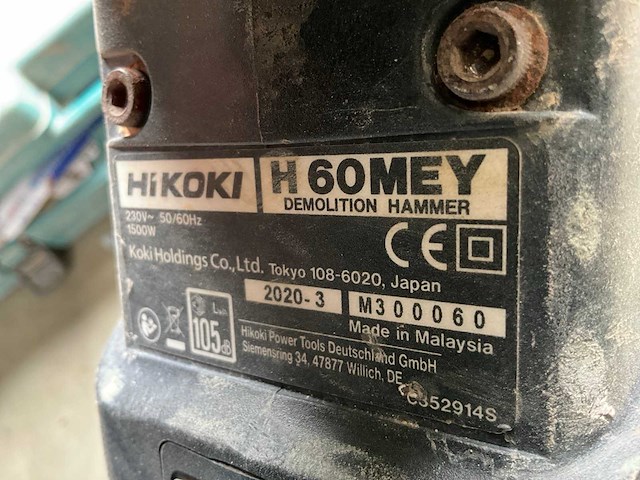 HiKOKI
H 60MEY
DEMOLITION HAMMER
230V~ 50/60Hz
1500W
CE
Koki Holdings Co., Ltd. Tokyo 108-6020, Japan
2020-3
M300060
Made in Malaysia
105
Hikoki Power Tools Deutschland GmbH
Siemensring 34, 47877 Willich, DE
C352914S